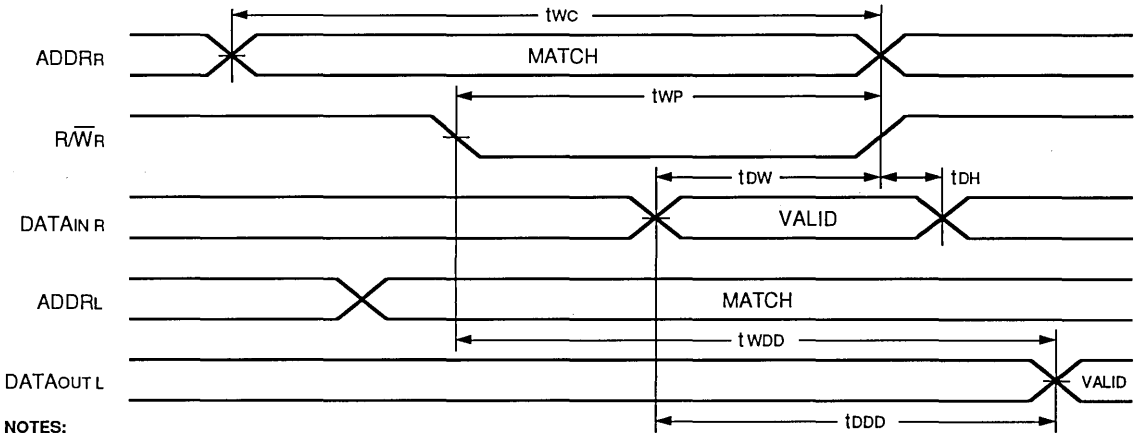 tWC
ADDRR MATCH
tWP
R/W̅R
tDW tDH
DATAIN R VALID
ADDRL MATCH
tWDD
DATAOUT L VALID
tDDD
NOTES: